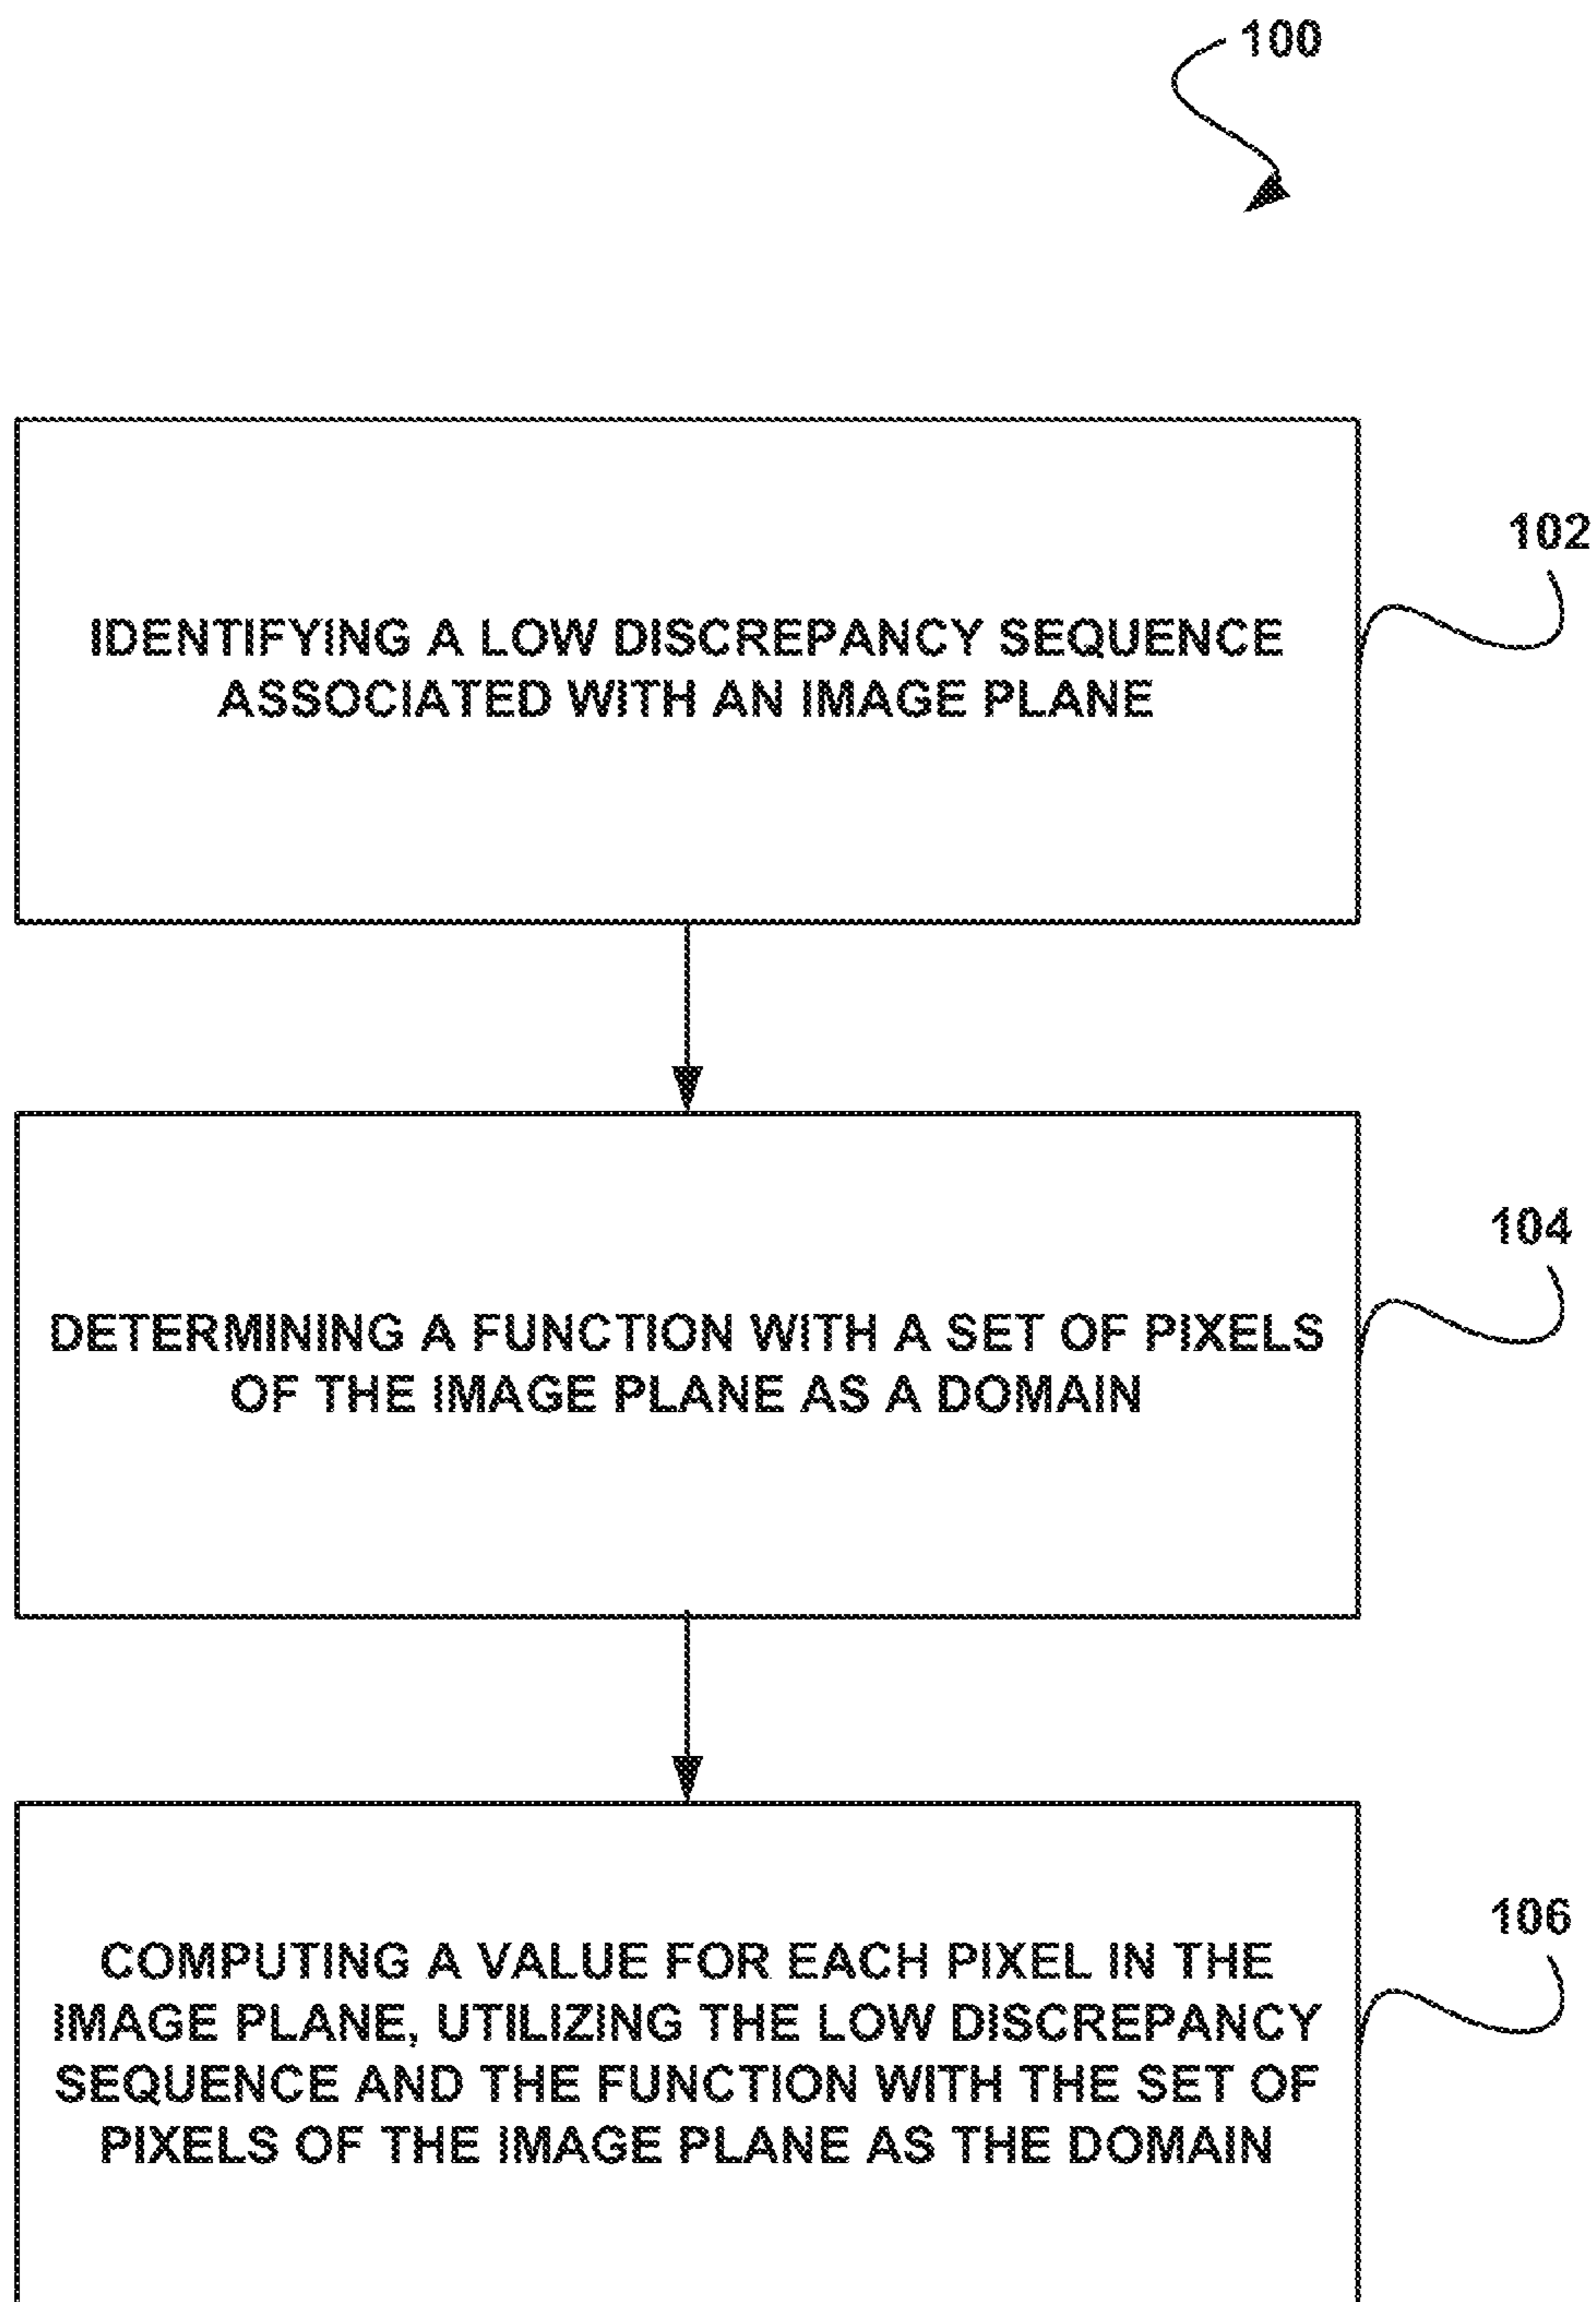 100
IDENTIFYING A LOW DISCREPANCY SEQUENCE
ASSOCIATED WITH AN IMAGE PLANE
102
DETERMINING A FUNCTION WITH A SET OF PIXELS
OF THE IMAGE PLANE AS A DOMAIN
104
COMPUTING A VALUE FOR EACH PIXEL IN THE
IMAGE PLANE, UTILIZING THE LOW DISCREPANCY
SEQUENCE AND THE FUNCTION WITH THE SET OF
PIXELS OF THE IMAGE PLANE AS THE DOMAIN
106